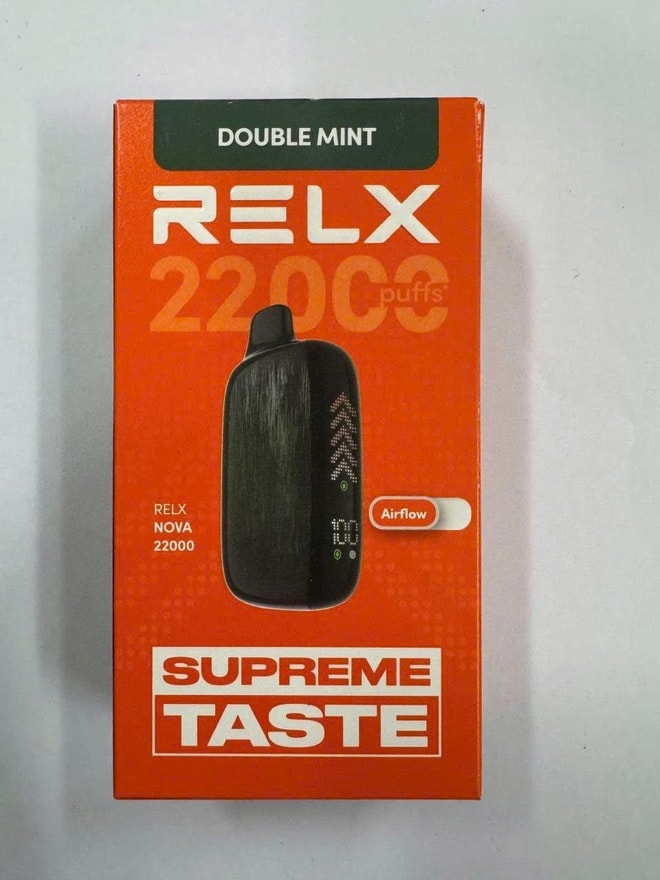 DOUBLE MINT
RELX
22000
puffs*
RELX
NOVA
22000
Airflow
100
SUPREME
TASTE